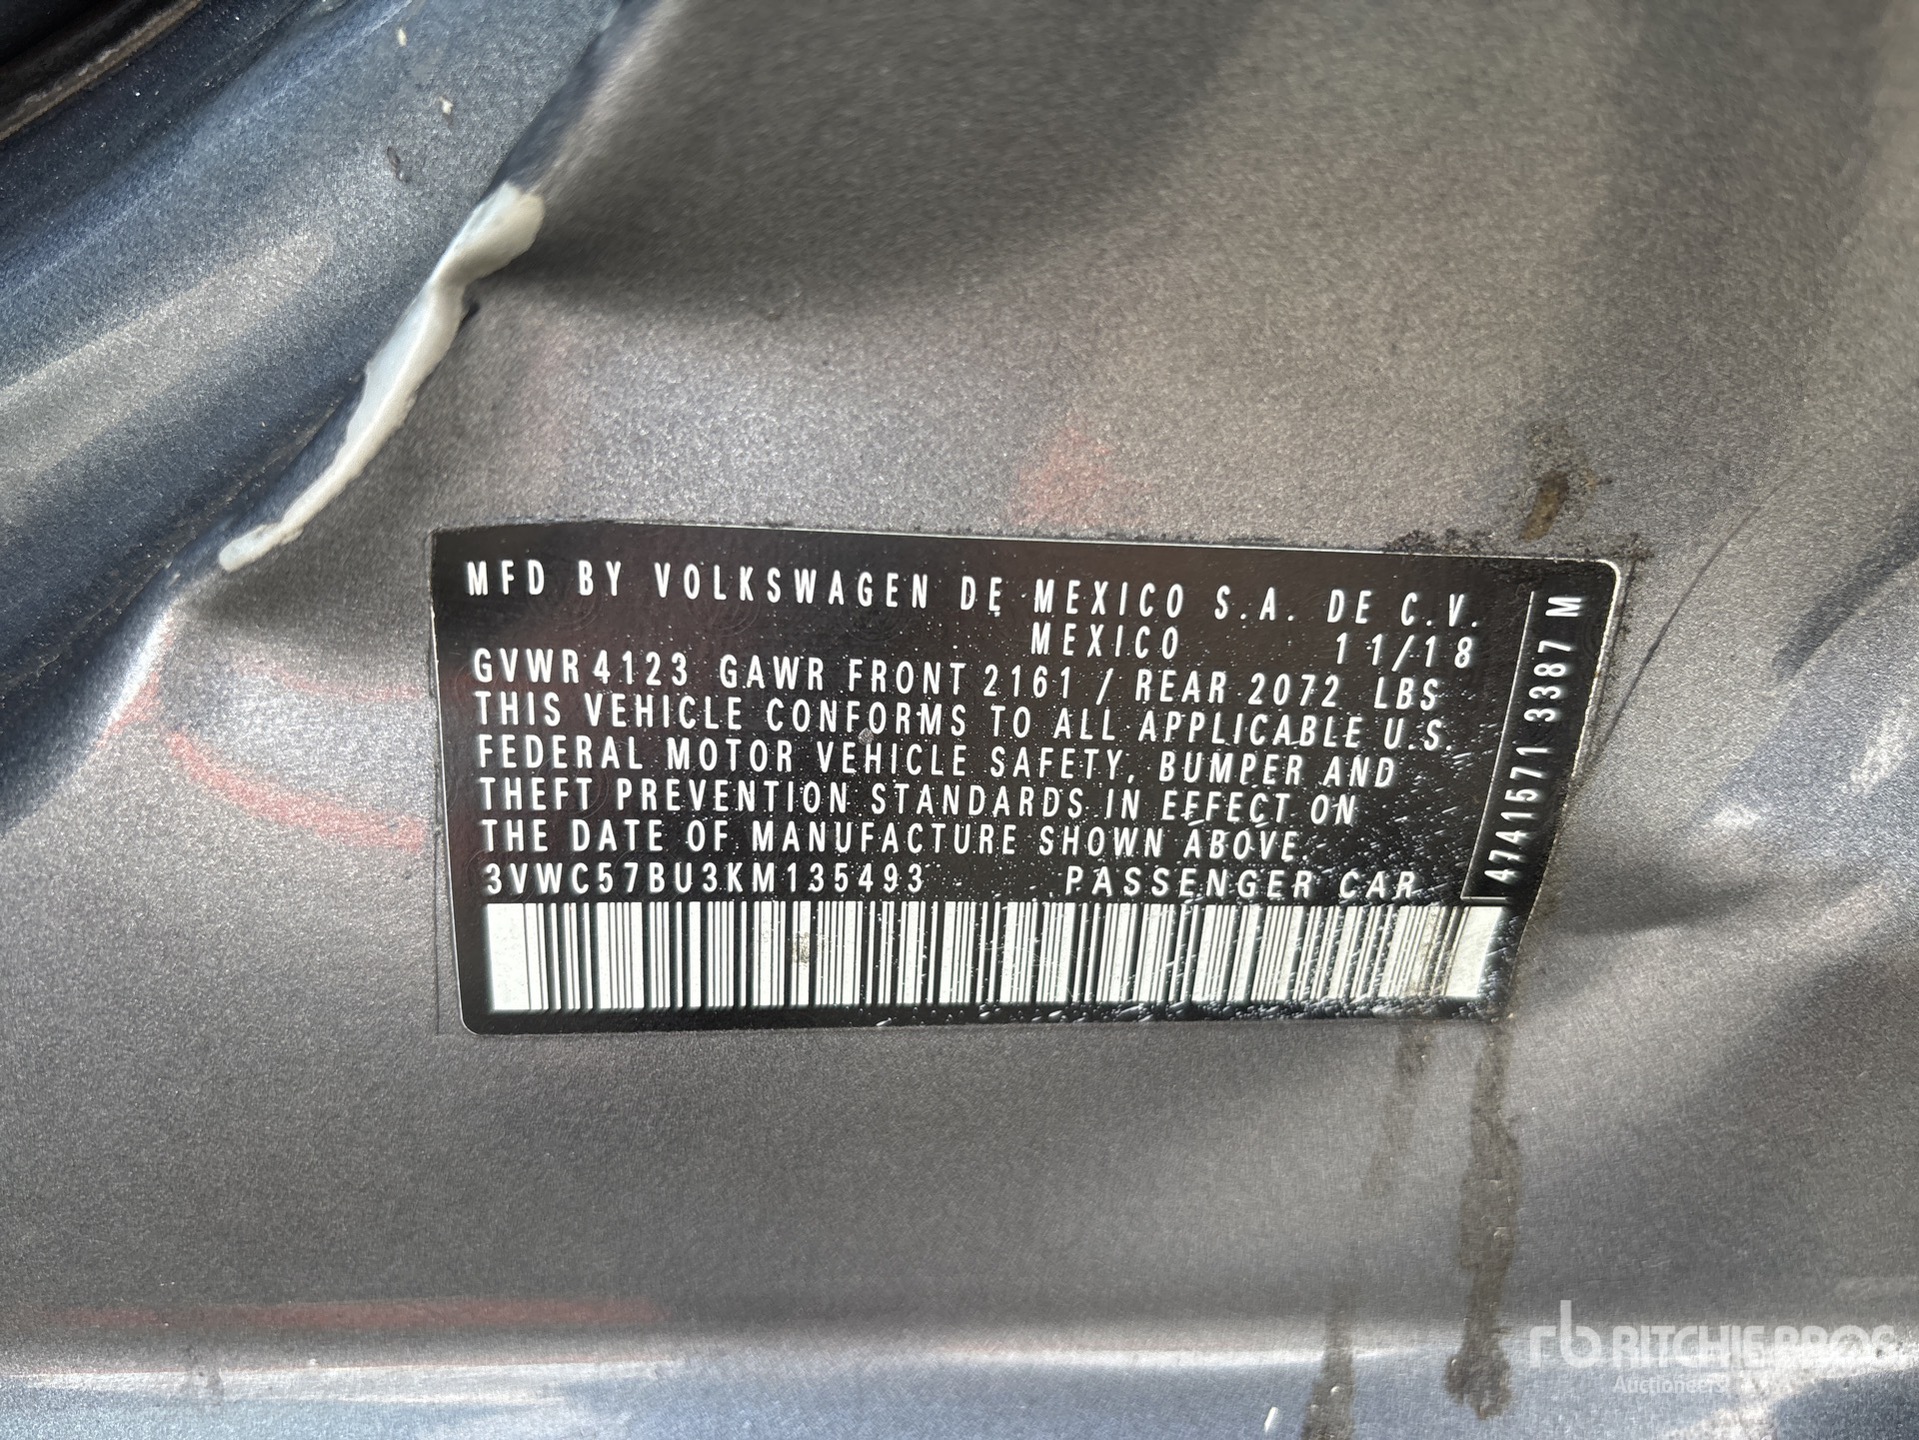 MFD BY VOLKSWAGEN DE MEXICO S.A. DE C.V.
MEXICO 11/18
GVWR 4123 GAWR FRONT 2161 / REAR 2072 LBS
THIS VEHICLE CONFORMS TO ALL APPLICABLE U.S.
FEDERAL MOTOR VEHICLE SAFETY, BUMPER AND
THEFT PREVENTION STANDARDS IN EFFECT ON
THE DATE OF MANUFACTURE SHOWN ABOVE.
3VWC57BU3KM135493 PASSENGER CAR
4741571 3387 M
rb RITCHIE BROS.
Auctioneers